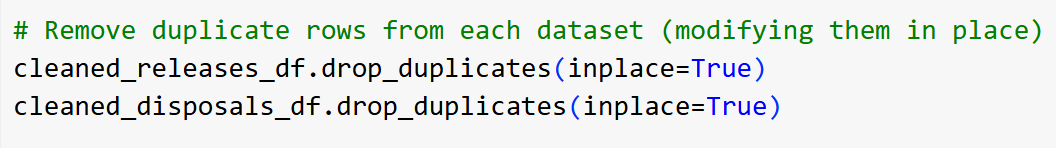 # Remove duplicate rows from each dataset (modifying them in place)
cleaned_releases_df.drop_duplicates(inplace=True)
cleaned_disposals_df.drop_duplicates(inplace=True)